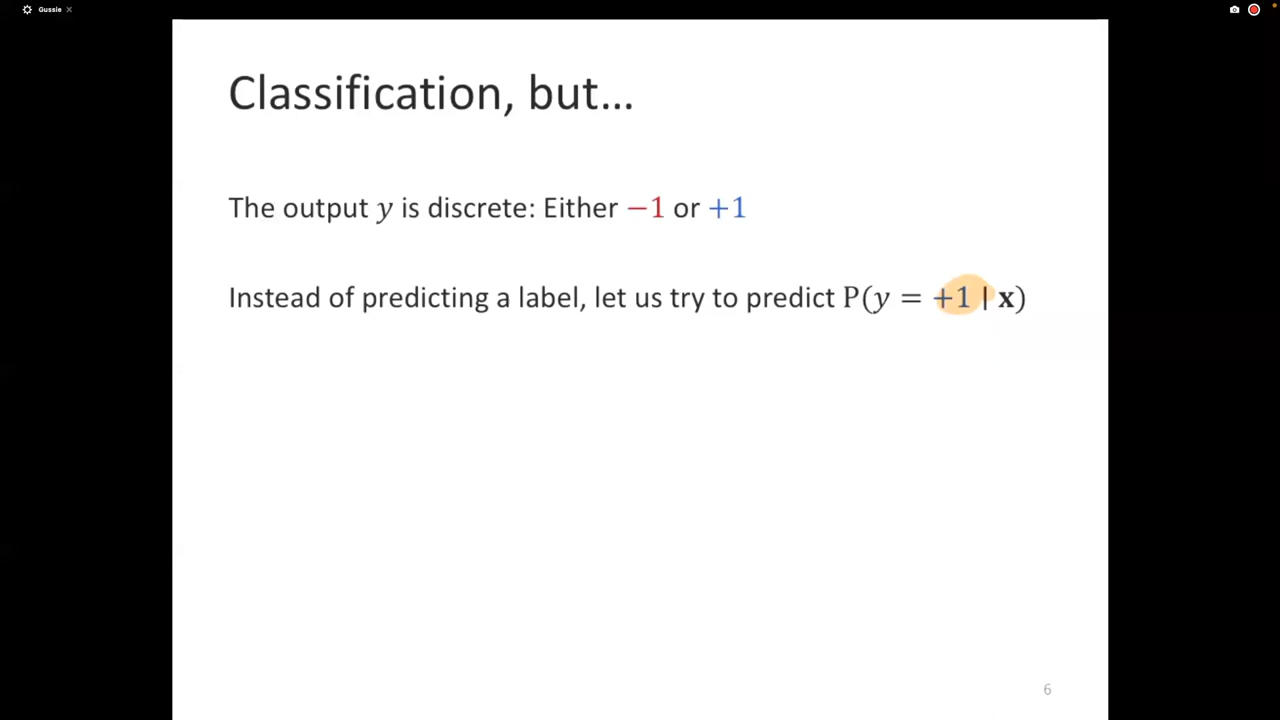 Gussie
Classification, but...
The output y is discrete: Either −1 or +1
Instead of predicting a label, let us try to predict P(y = +1 | x)
6